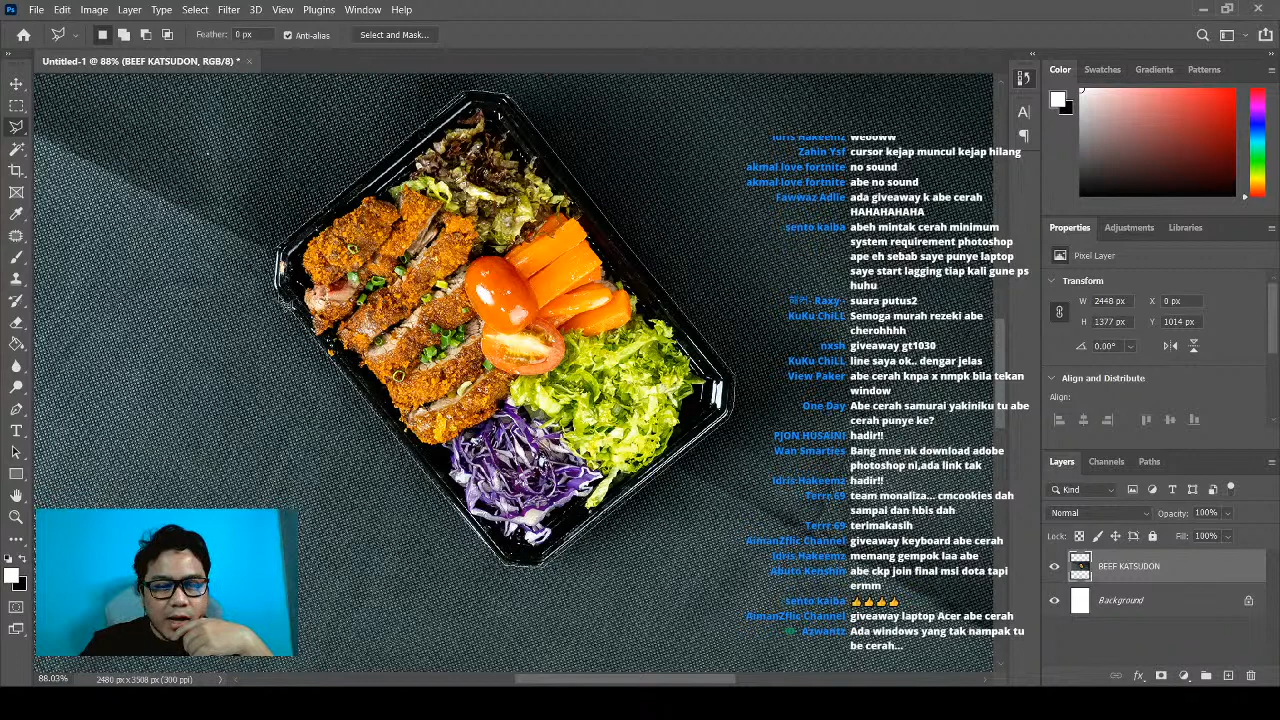 Ps File Edit Image Layer Type Select Filter 3D View Plugins Window Help
Feather: 0 px Anti-alias Select and Mask...
Untitled-1 @ 88% (BEEF KATSUDON, RGB/8) *
Idris Hakeemz weboww
Zahin Ysf cursor kejap muncul kejap hilang
akmal love fortnite no sound
akmal love fortnite abe no sound
Fawwaz Adlie ada giveaway k abe cerah
HAHAHAHAHA
sento kaiba abeh mintak cerah minimum
system requirement photoshop
ape eh sebab saye punye laptop
saye start lagging tiap kali gune ps
huhu
Raxy- suara putus2
KuKu ChiLL Semoga murah rezeki abe
cherohhhh
nxsh giveaway gt1030
KuKu ChiLL line saya ok.. dengar jelas
View Paker abe cerah knpa x nmpk bila tekan
window
One Day Abe cerah samurai yakiniku tu abe
cerah punye ke?
PJON HUSAINI hadir!!
Wan Smarties Bang mne nk download adobe
photoshop ni,ada link tak
Idris Hakeemz hadir!!
Terrr.69 team monaliza... cmcookies dah
sampai dan hbis dah
Terrr.69 terimakasih
AimanZflic Channel giveaway keyboard abe cerah
Idris Hakeemz memang gempok laa abe
Abuto Kenshin abe ckp join final msi dota tapi
ermm
sento kaiba 👍👍👍👍
AimanZflic Channel giveaway laptop Acer abe cerah
Azwantz Ada windows yang tak nampak tu
be cerah...
88.03% 2480 px x 3508 px (300 ppi)
Color Swatches Gradients Patterns
Properties Adjustments Libraries
Pixel Layer
Transform
W 2448 px X 0 px
H 1377 px Y 1014 px
0.00°
Align and Distribute
Align:
Layers Channels Paths
Kind
Normal Opacity: 100%
Lock: Fill: 100%
BEEF KATSUDON
Background